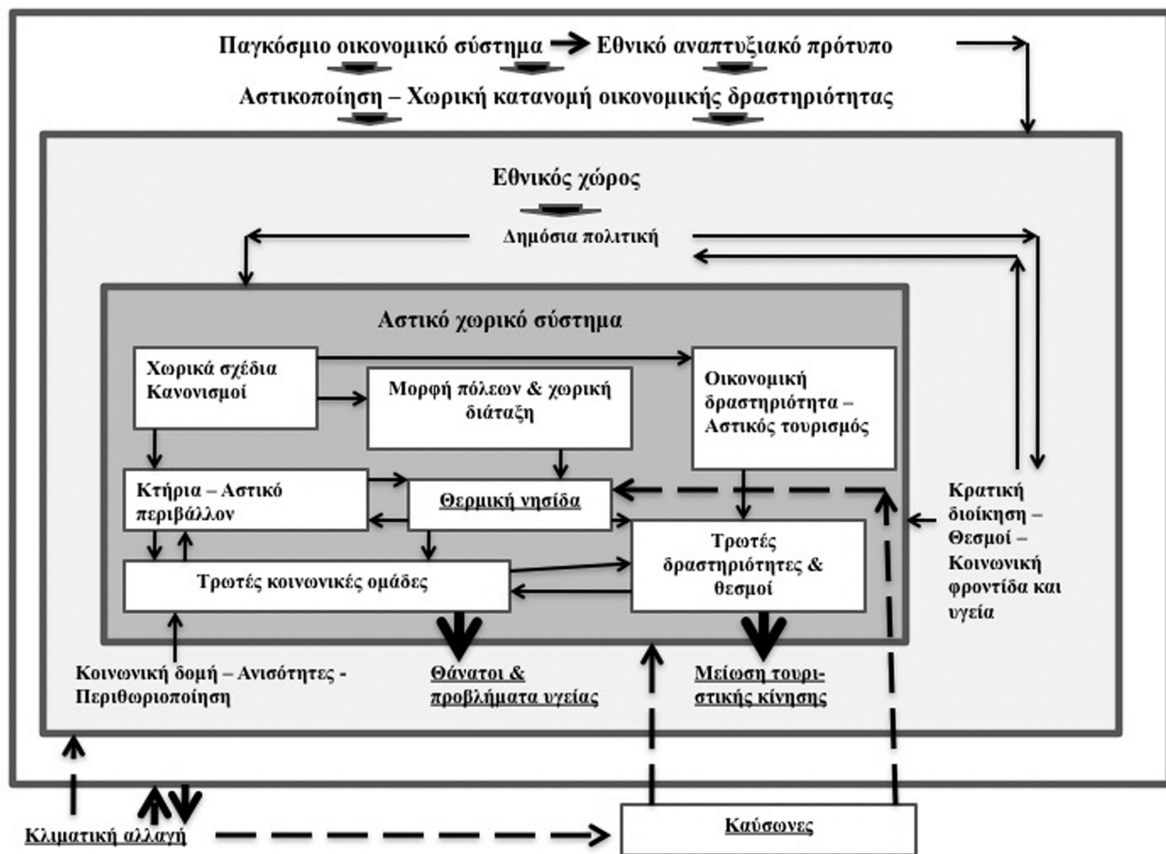 Παγκόσμιο οικονομικό σύστημα
Εθνικό αναπτυξιακό πρότυπο
Αστικοποίηση – Χωρική κατανομή οικονομικής δραστηριότητας
Εθνικός χώρος
Δημόσια πολιτική
Αστικό χωρικό σύστημα
Χωρικά σχέδια
Κανονισμοί
Μορφή πόλεων & χωρική
διάταξη
Οικονομική
δραστηριότητα –
Αστικός τουρισμός
Κτήρια – Αστικό
περιβάλλον
Θερμική νησίδα
Τρωτές κοινωνικές ομάδες
Τρωτές
δραστηριότητες &
θεσμοί
Κρατική
διοίκηση –
Θεσμοί –
Κοινωνική
φροντίδα και
υγεία
Κοινωνική δομή – Ανισότητες -
Περιθωριοποίηση
Θάνατοι &
προβλήματα υγείας
Μείωση τουρι-
στικής κίνησης
Κλιματική αλλαγή
Καύσωνες